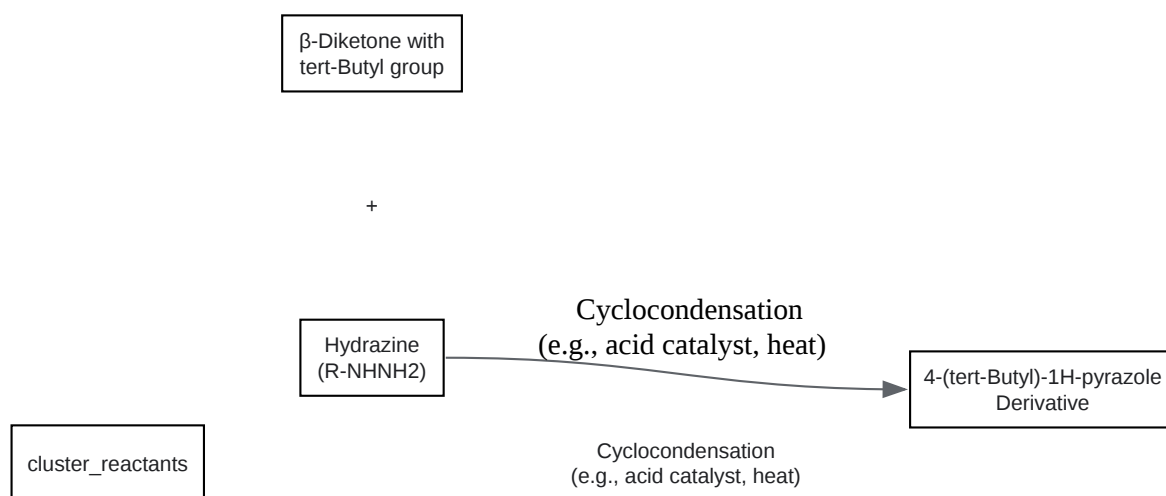 β-Diketone with
tert-Butyl group
+
Cyclocondensation
(e.g., acid catalyst, heat)
Hydrazine
(R-NHNH2)
4-(tert-Butyl)-1H-pyrazole
Derivative
cluster_reactants
Cyclocondensation
(e.g., acid catalyst, heat)